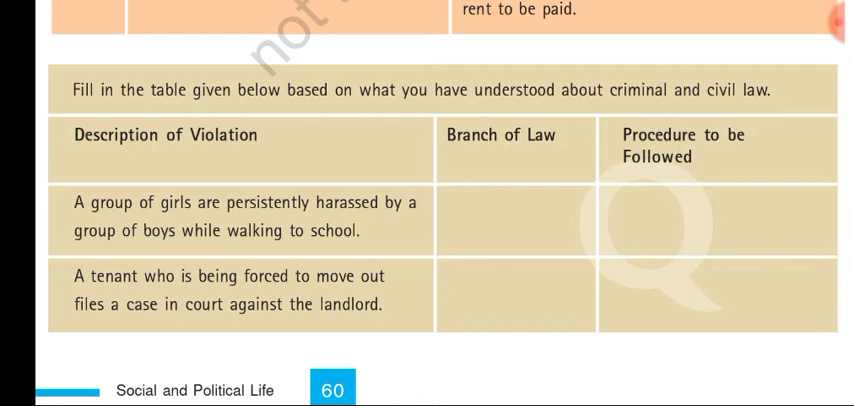 rent to be paid.
not
Fill in the table given below based on what you have understood about criminal and civil law.
Description of Violation
Branch of Law
Procedure to be
Followed
A group of girls are persistently harassed by a
group of boys while walking to school.
A tenant who is being forced to move out
files a case in court against the landlord.
Social and Political Life
60